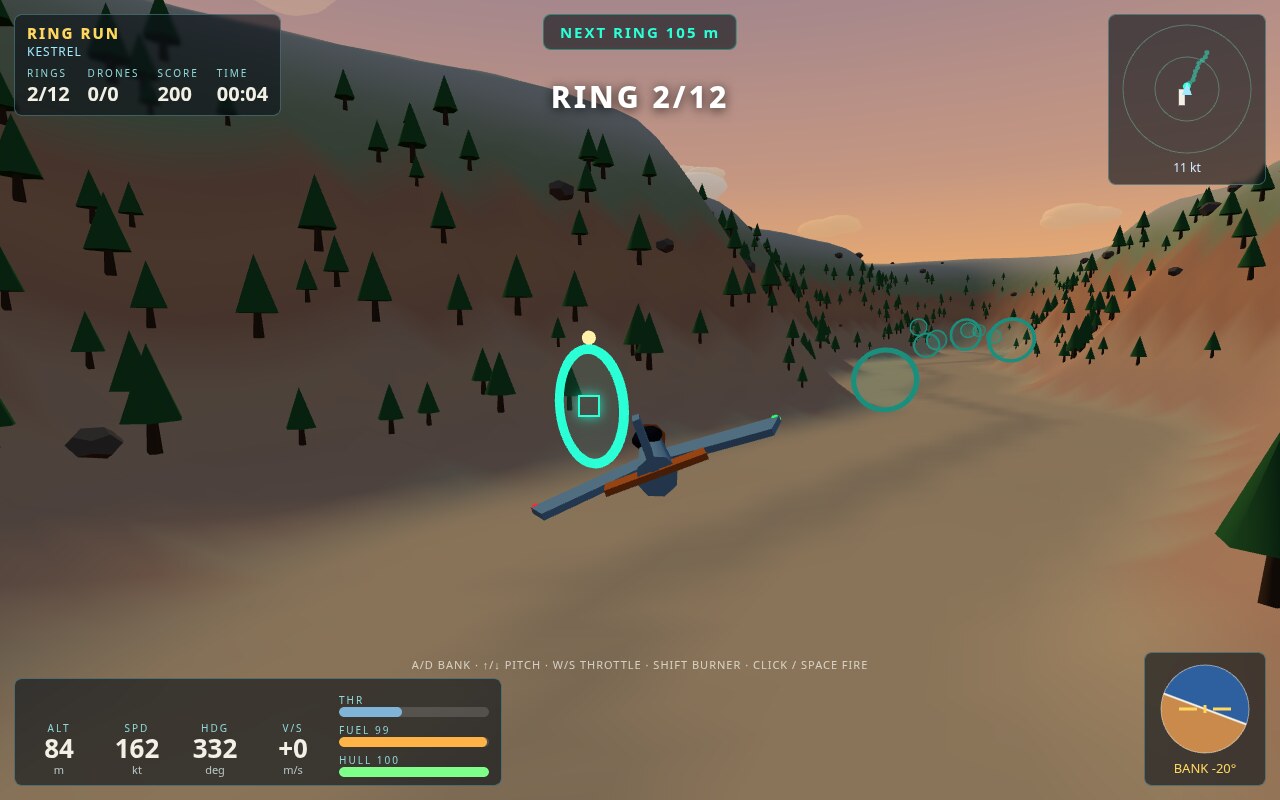 RING RUN
KESTREL
RINGS DRONES SCORE TIME
2/12 0/0 200 00:04
NEXT RING 105 m
RING 2/12
11 kt
A/D BANK · ↑/↓ PITCH · W/S THROTTLE · SHIFT BURNER · CLICK / SPACE FIRE
ALT SPD HDG V/S
84 162 332 +0
m kt deg m/s
THR
FUEL 99
HULL 100
BANK -20°